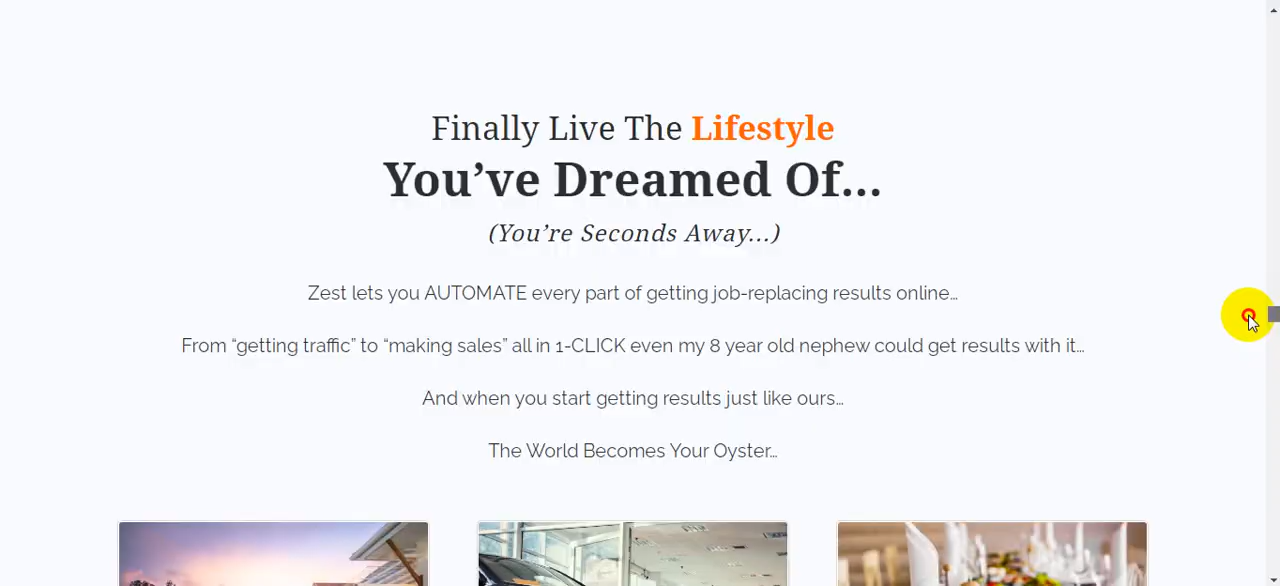 Finally Live The Lifestyle
You’ve Dreamed Of...
(You’re Seconds Away...)
Zest lets you AUTOMATE every part of getting job-replacing results online…
From “getting traffic” to “making sales” all in 1-CLICK even my 8 year old nephew could get results with it…
And when you start getting results just like ours…
The World Becomes Your Oyster…